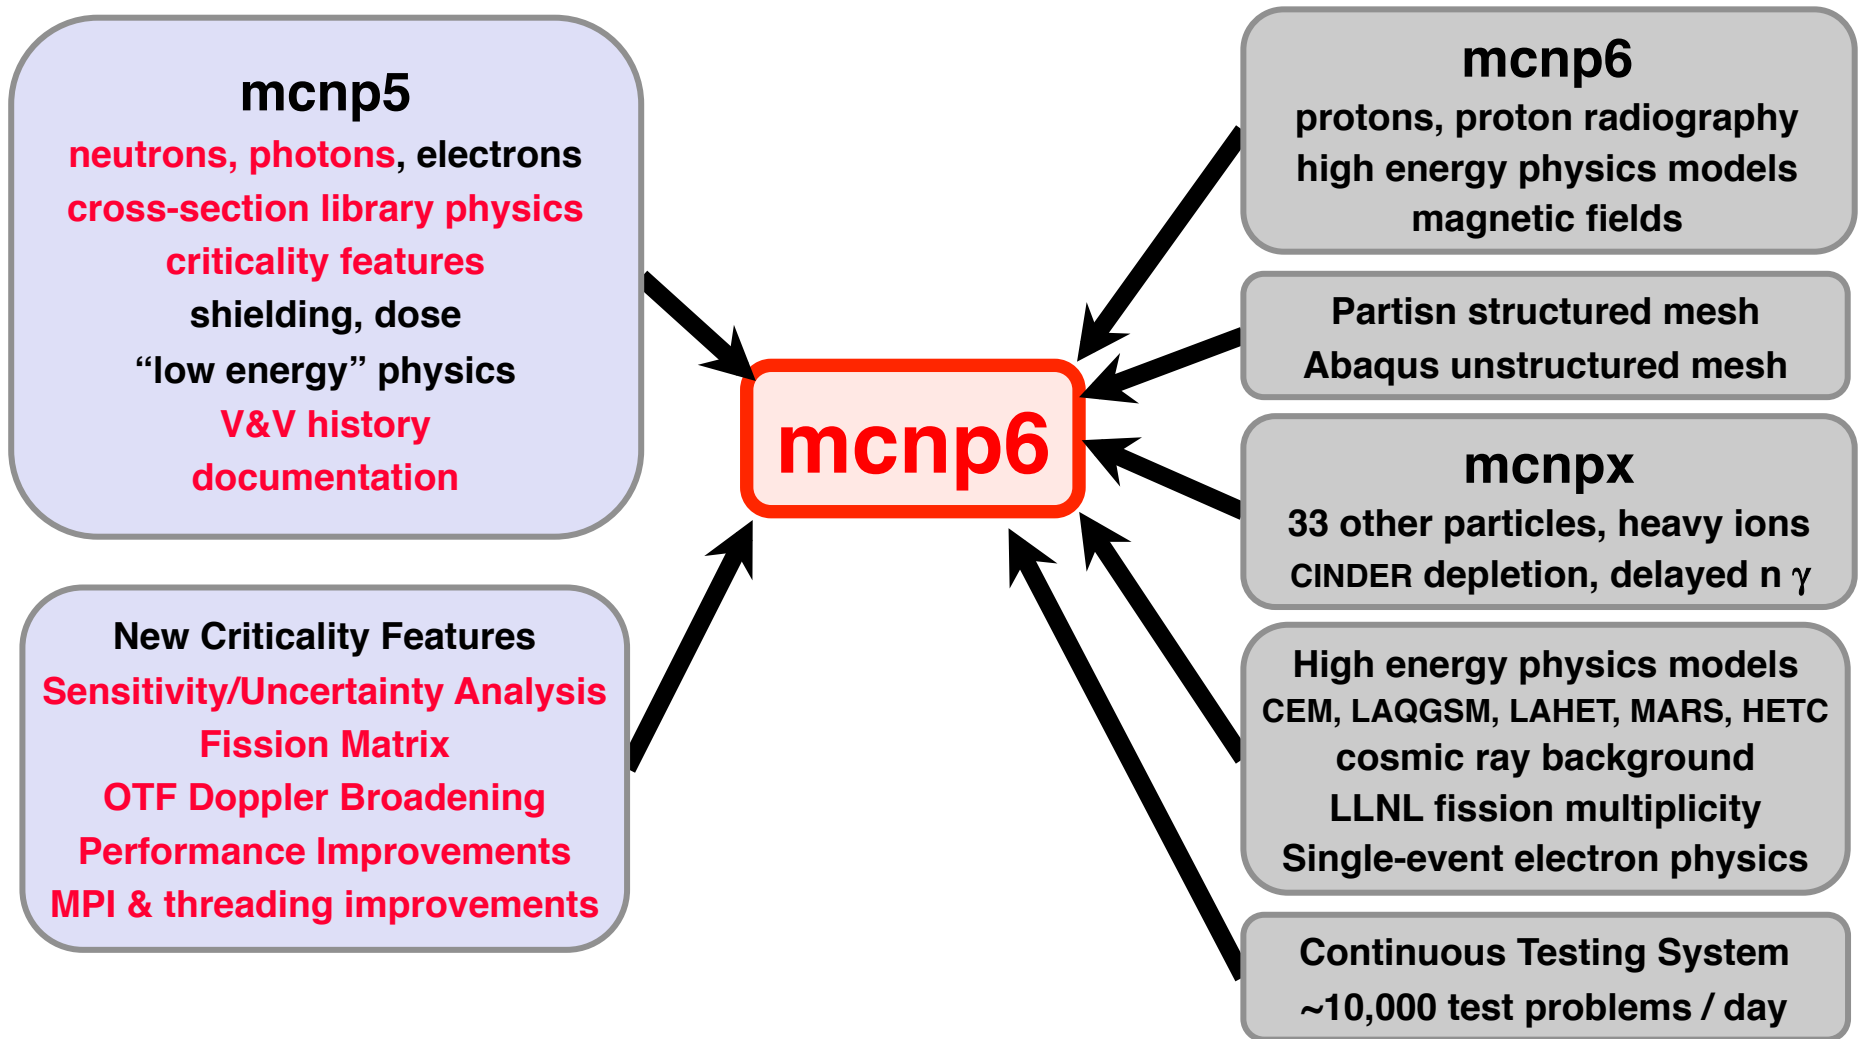 mcnp5
neutrons, photons, electrons
cross-section library physics
criticality features
shielding, dose
“low energy” physics
V&V history
documentation
New Criticality Features
Sensitivity/Uncertainty Analysis
Fission Matrix
OTF Doppler Broadening
Performance Improvements
MPI & threading improvements
mcnp6
mcnp6
protons, proton radiography
high energy physics models
magnetic fields
Partisn structured mesh
Abaqus unstructured mesh
mcnpx
33 other particles, heavy ions
CINDER depletion, delayed n γ
High energy physics models
CEM, LAQGSM, LAHET, MARS, HETC
cosmic ray background
LLNL fission multiplicity
Single-event electron physics
Continuous Testing System
~10,000 test problems / day